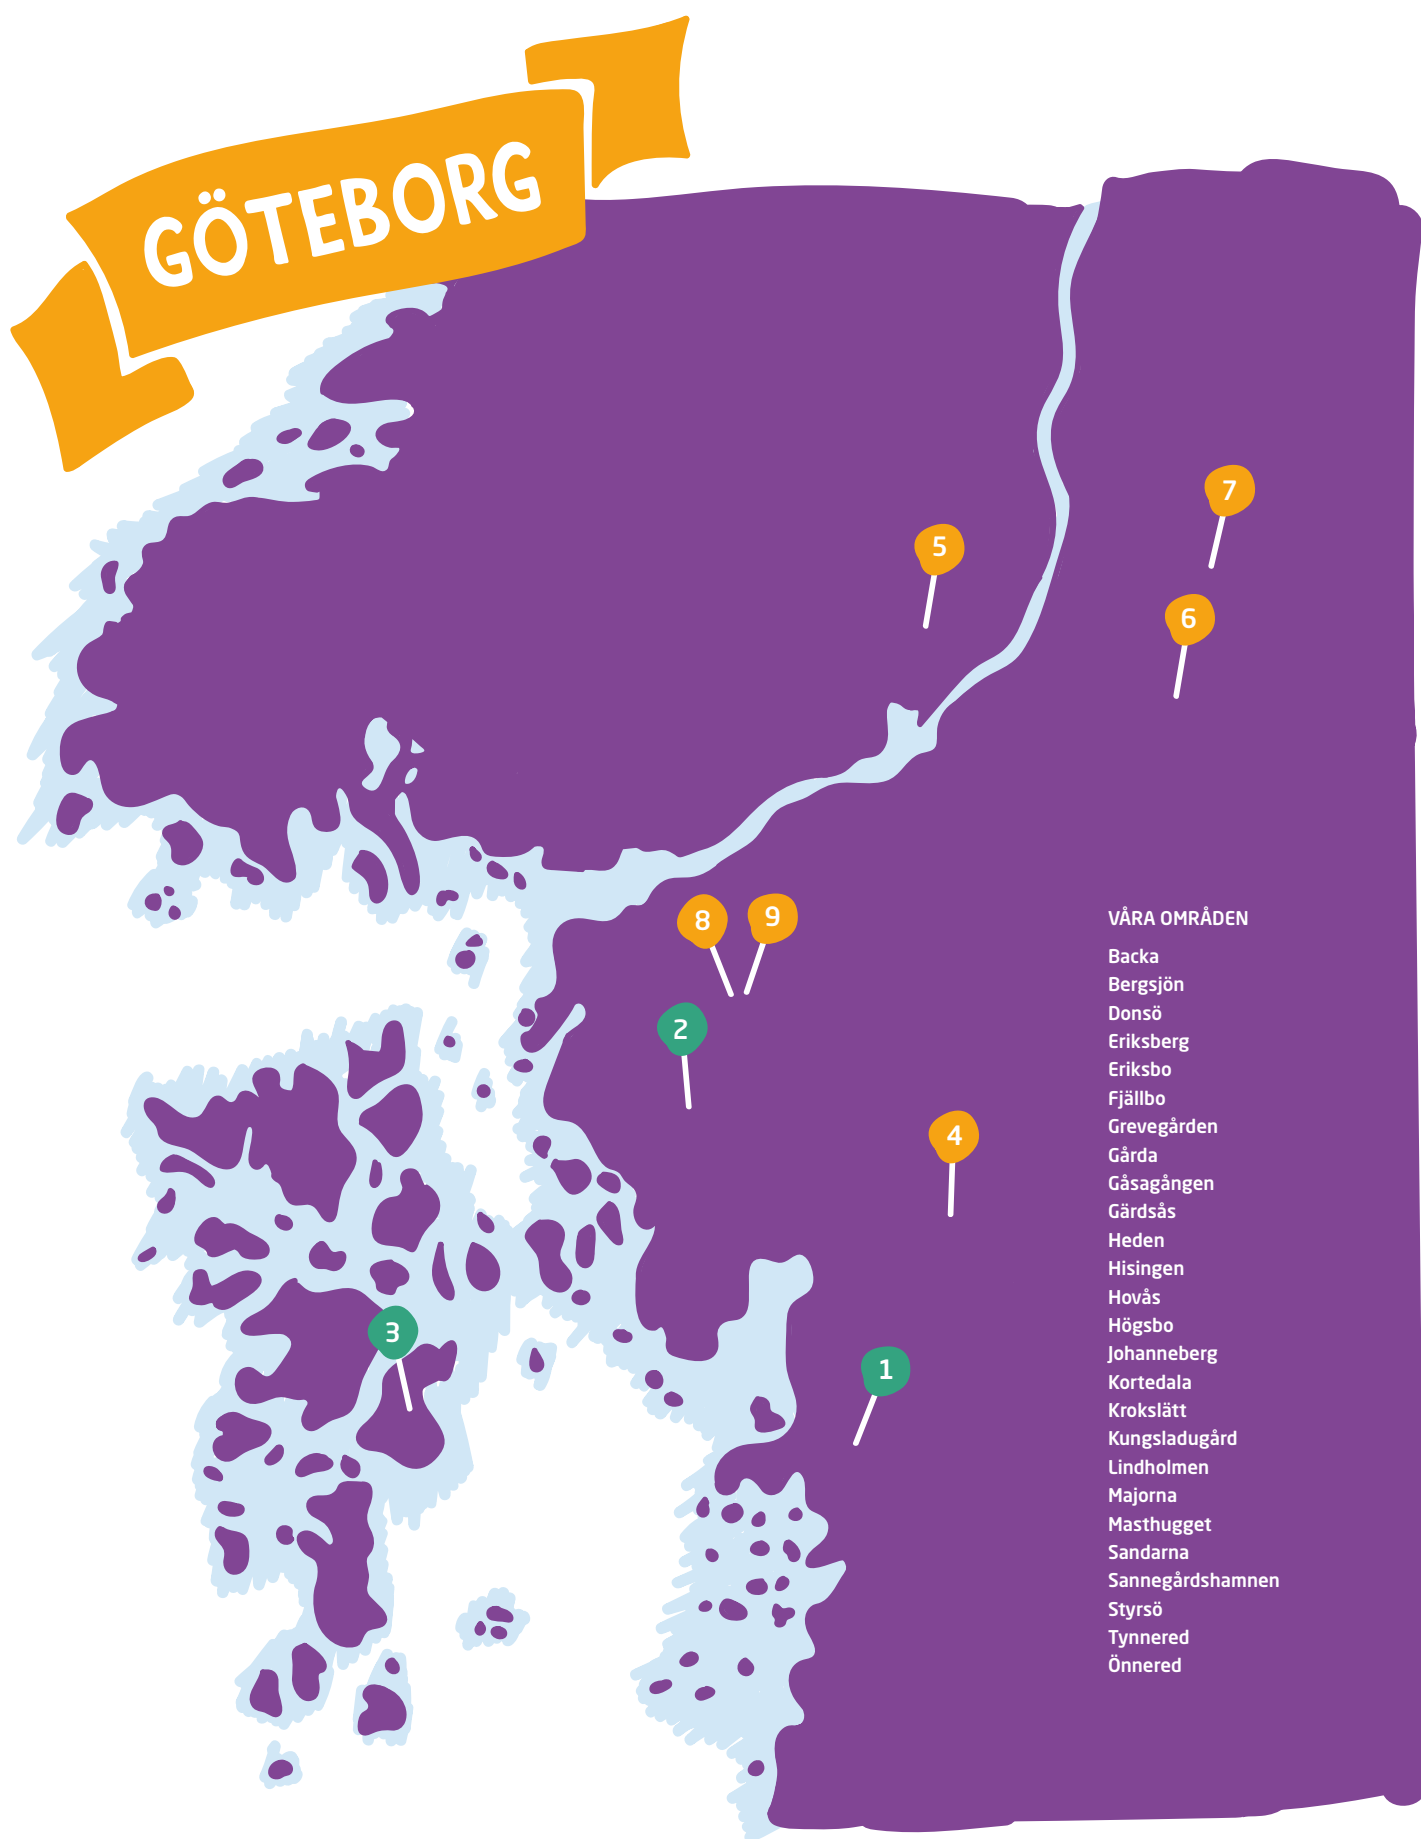 GÖTEBORG
7
5
6
8
9
2
4
3
1
VÅRA OMRÅDEN
Backa
Bergsjön
Donsö
Eriksberg
Eriksbo
Fjällbo
Grevegården
Gårda
Gåsagången
Gärdsås
Heden
Hisingen
Hovås
Högsbo
Johanneberg
Kortedala
Krokslätt
Kungsladugård
Lindholmen
Majorna
Masthugget
Sandarna
Sannegårdshamnen
Styrsö
Tynnered
Önnered